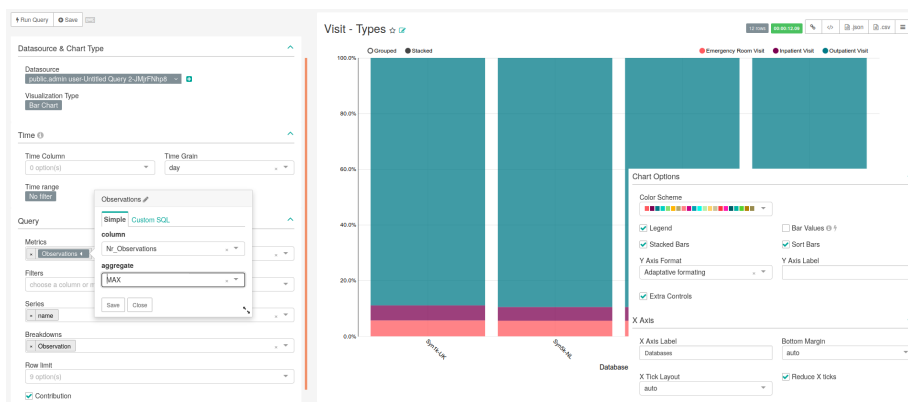 Run Query Save
Datasource & Chart Type
Datasource
public.admin user-Untitled Query 2-JMjrFNhp6
Visualization Type
Bar Chart
Time
Time Column Time Grain
0 option(s) day
Time range
No filter
Query
Metrics
Observations
Filters
choose a column or m
Series
name
Breakdowns
Observation
Row limit
9 option(s)
Contribution
Observations
Simple Custom SQL
column
Nr_Observations
aggregate
MAX
Save Close
Visit - Types
12 rows 00:00:12.08 .json .csv
Grouped Stacked
Emergency Room Visit Inpatient Visit Outpatient Visit
100.0%
80.0%
60.0%
40.0%
20.0%
0.0%
Syn1k-UK
Syn5k-NL
Database
Chart Options
Color Scheme
Legend Bar Values
Stacked Bars Sort Bars
Y Axis Format Y Axis Label
Adaptative formating
Extra Controls
X Axis
X Axis Label Bottom Margin
Databases auto
X Tick Layout Reduce X ticks
auto